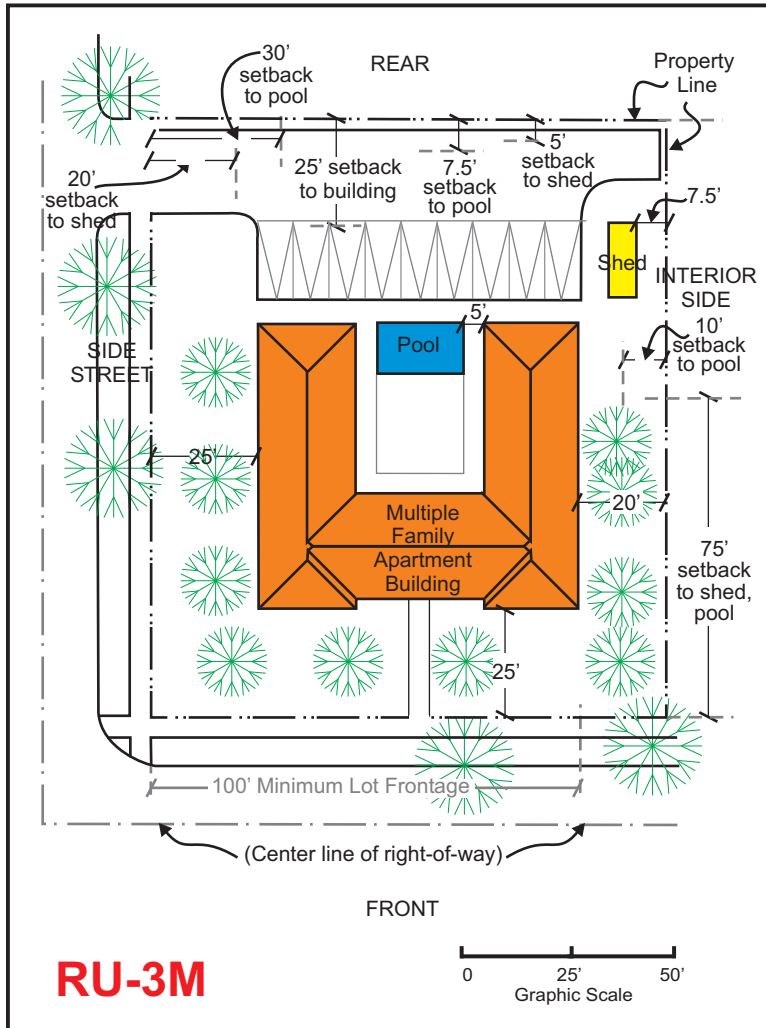 30’
setback
to pool
REAR
Property
Line
20’
setback
to shed
25’ setback
to building
7.5’
setback
to pool
5’
setback
to shed
7.5’
Shed
INTERIOR
SIDE
5’
Pool
10’
setback
to pool
SIDE
STREET
25’
20’
Multiple
Family
Apartment
Building
75’
setback
to shed,
pool
25’
100’ Minimum Lot Frontage
(Center line of right-of-way)
FRONT
RU-3M
0 25’ 50’
Graphic Scale